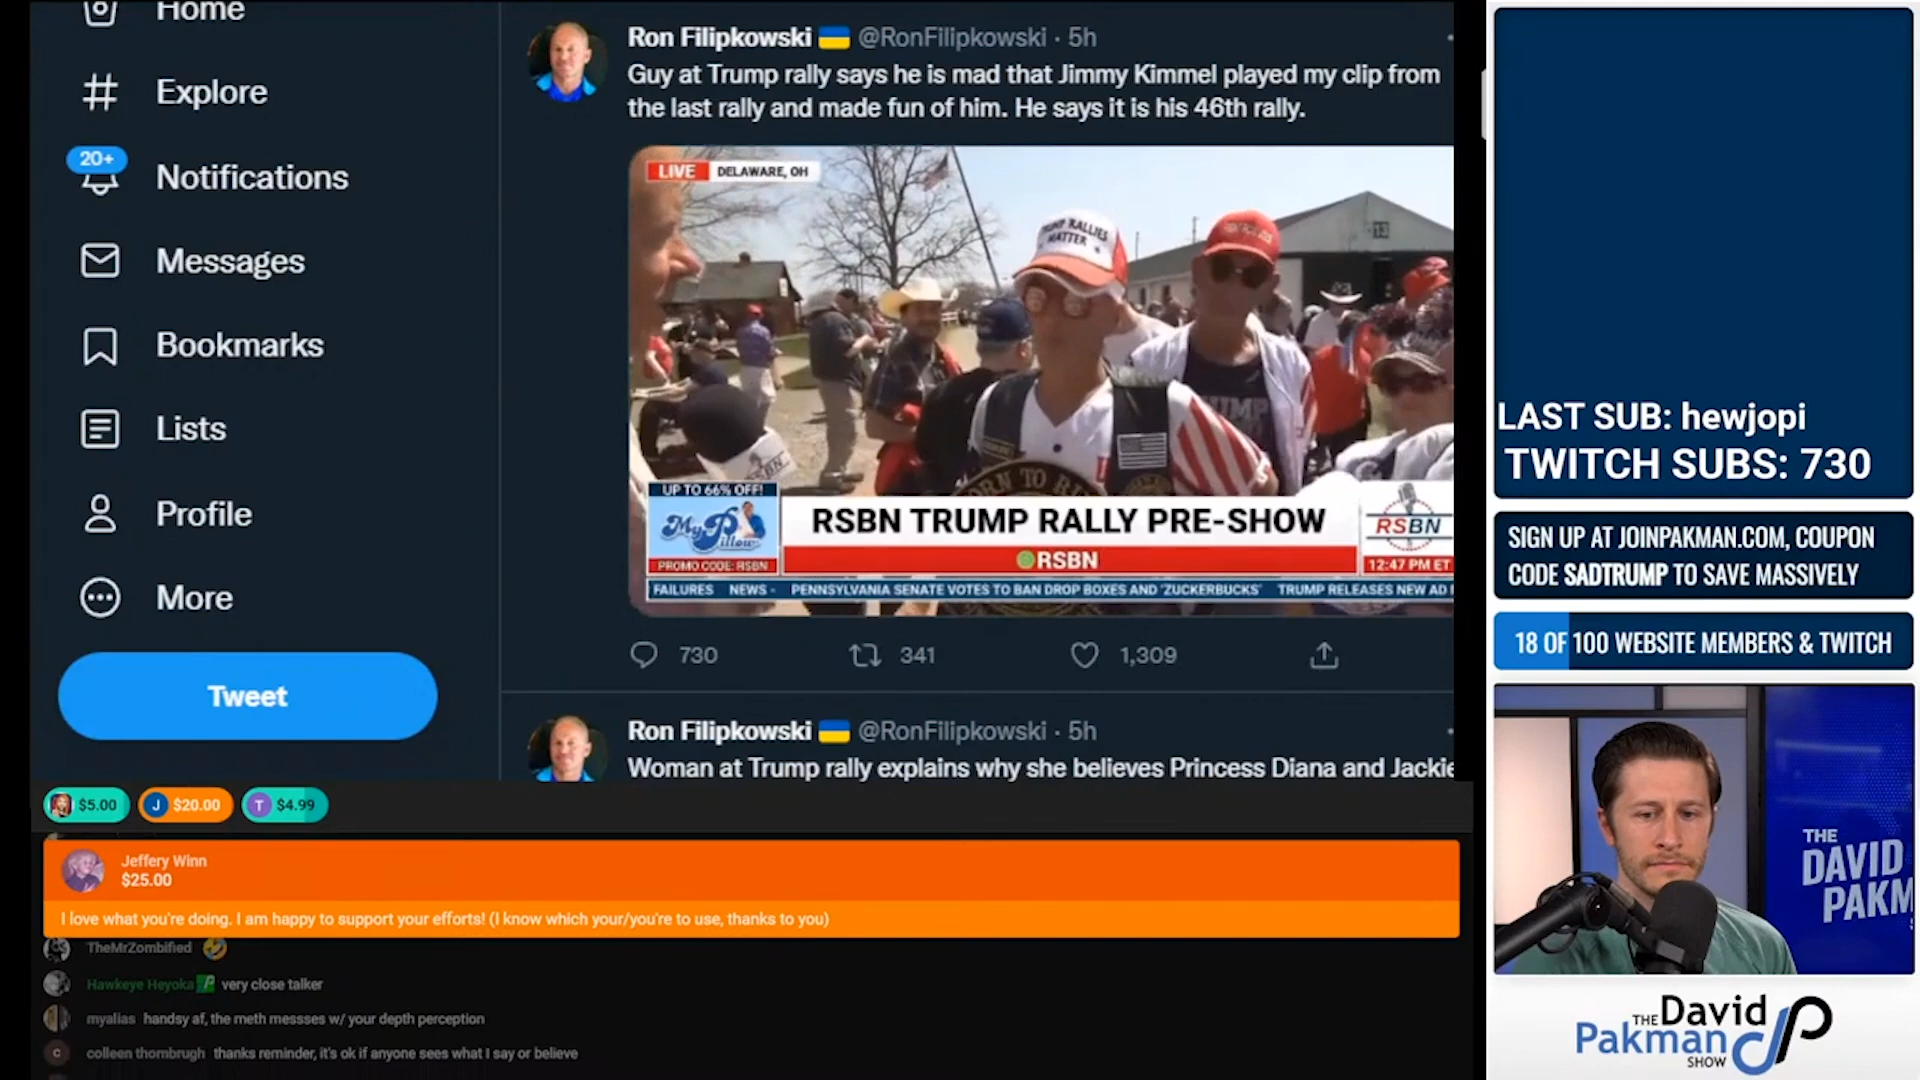 Home
Explore
20+
Notifications
Messages
Bookmarks
Lists
Profile
More
Tweet
Ron Filipkowski @RonFilipkowski · 5h
Guy at Trump rally says he is mad that Jimmy Kimmel played my clip from
the last rally and made fun of him. He says it is his 46th rally.
LIVE DELAWARE, OH
TRUMP RALLIES
MATTER
13
TRUMP
UP TO 66% OFF!
MyPillow
PROMO CODE: RSBN
RSBN TRUMP RALLY PRE-SHOW
RSBN
RSBN
12:47 PM ET
FAILURES NEWS - PENNSYLVANIA SENATE VOTES TO BAN DROP BOXES AND 'ZUCKERBUCKS' TRUMP RELEASES NEW AD
730 341 1,309
Ron Filipkowski @RonFilipkowski · 5h
Woman at Trump rally explains why she believes Princess Diana and Jackie
$5.00 J $20.00 T $4.99
Jeffery Winn
$25.00
I love what you're doing. I am happy to support your efforts! (I know which your/you're to use, thanks to you)
TheMrZombified
Hawkeye Heyoka very close talker
myalias handsy af, the meth messses w/ your depth perception
C colleen thornbrugh thanks reminder, it's ok if anyone sees what I say or believe
LAST SUB: hewjopi
TWITCH SUBS: 730
SIGN UP AT JOINPAKMAN.COM, COUPON
CODE SADTRUMP TO SAVE MASSIVELY
18 OF 100 WEBSITE MEMBERS & TWITCH
THE
DAVID
PAKM
THE David
Pakman
SHOW